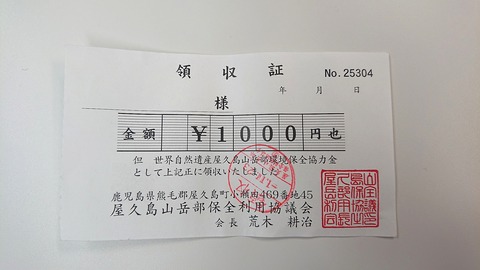 領収証
No.25304
年 月 日
様
金額 ¥1000円也
但 世界自然遺産屋久島山岳部環境保全協力金
として上記正に領収いたしました
鹿児島県熊毛郡屋久島町小瀬田469番地45
屋久島山岳部保全利用協議会
会長 荒木 耕治